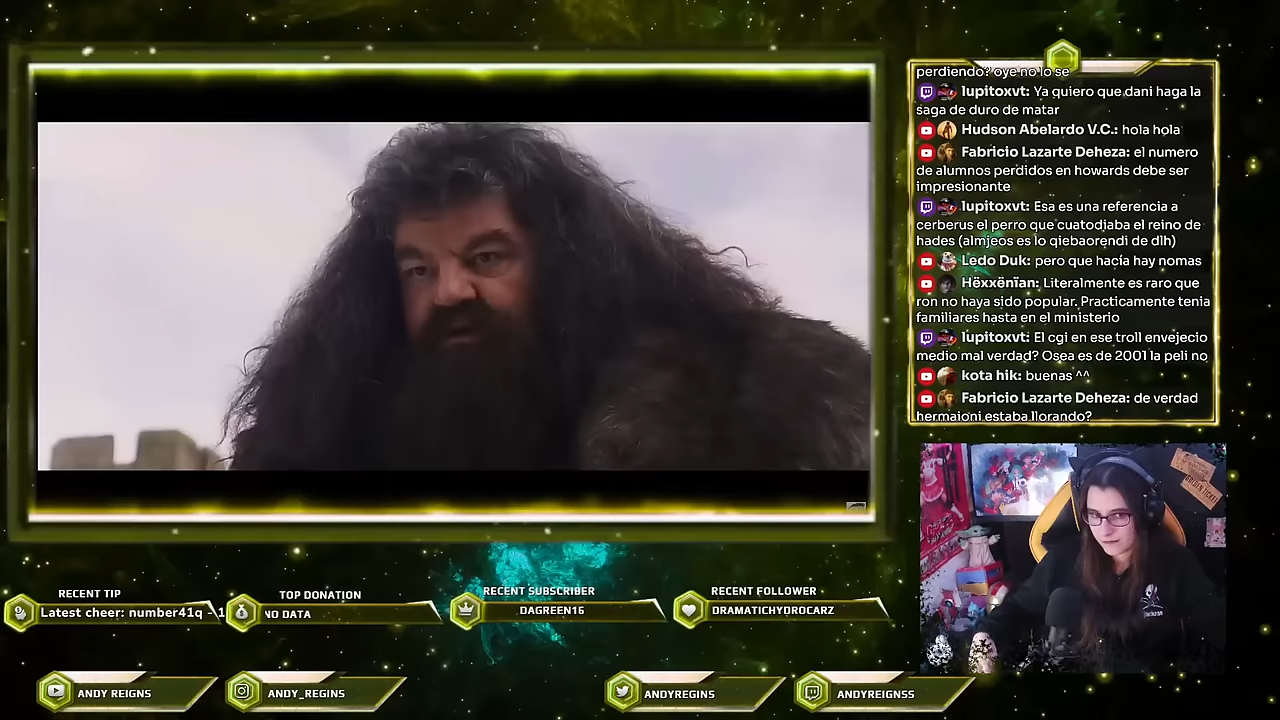 perdiendo? oye no lo se
lupitoxvt: Ya quiero que dani haga la
saga de duro de matar
Hudson Abelardo V.C.: hola hola
Fabricio Lazarte Deheza: el numero
de alumnos perdidos en howards debe ser
impresionante
lupitoxvt: Esa es una referencia a
cerberus el perro que cuatodiaba el reino de
hades (almjeos es lo qiebaorendi de dlh)
Ledo Duk: pero que hacía hay nomas
Hëxxënïan: Literalmente es raro que
ron no haya sido popular. Practicamente tenia
familiares hasta en el ministerio
lupitoxvt: El cgi en ese troll envejecio
medio mal verdad? Osea es de 2001 la peli no
kota hik: buenas ^^
Fabricio Lazarte Deheza: de verdad
hermaioni estaba llorando?
RECENT TIP
Latest cheer: number41q - 1
TOP DONATION
NO DATA
RECENT SUBSCRIBER
DAGREEN16
RECENT FOLLOWER
DRAMATICHYDROCARZ
ANDY REIGNS
ANDY_REGINS
ANDYREGINS
ANDYREIGNSS